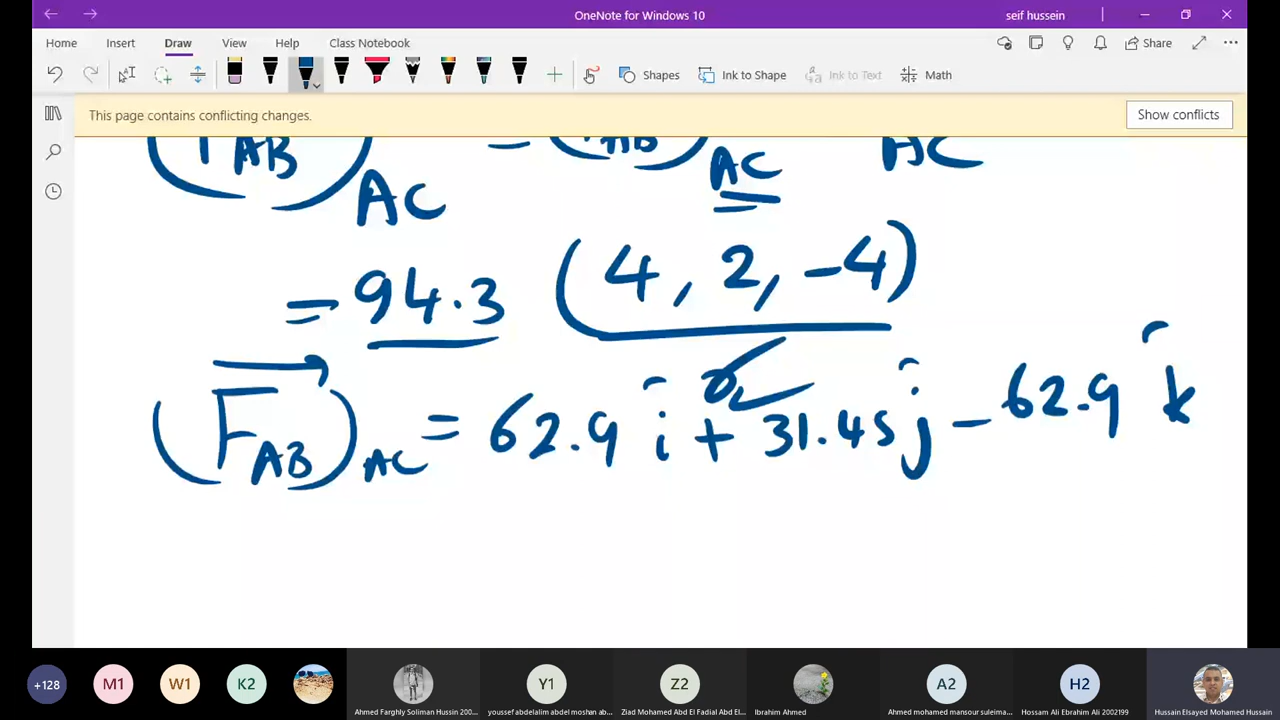 OneNote for Windows 10
seif hussein
Home Insert Draw View Help Class Notebook
Share
Shapes Ink to Shape Ink to Text Math
This page contains conflicting changes.
Show conflicts
AB AC = AB AC AC
= 94.3 (4, 2, -4)
(F AB) AC = 62.9 i + 31.45 j - 62.9 k
+128 M1 W1 K2 Y1 Z2 A2 H2
Ahmed Farghly Soliman Hussin 200...
youssef abdelalim abdel moshan ab...
Ziad Mohamed Abd El Fadial Abd El...
Ibrahim Ahmed
Ahmed mohamed mansour suleima...
Hossam Ali Ebrahim Ali 2002199
Hussain Elsayed Mohamed Hussain